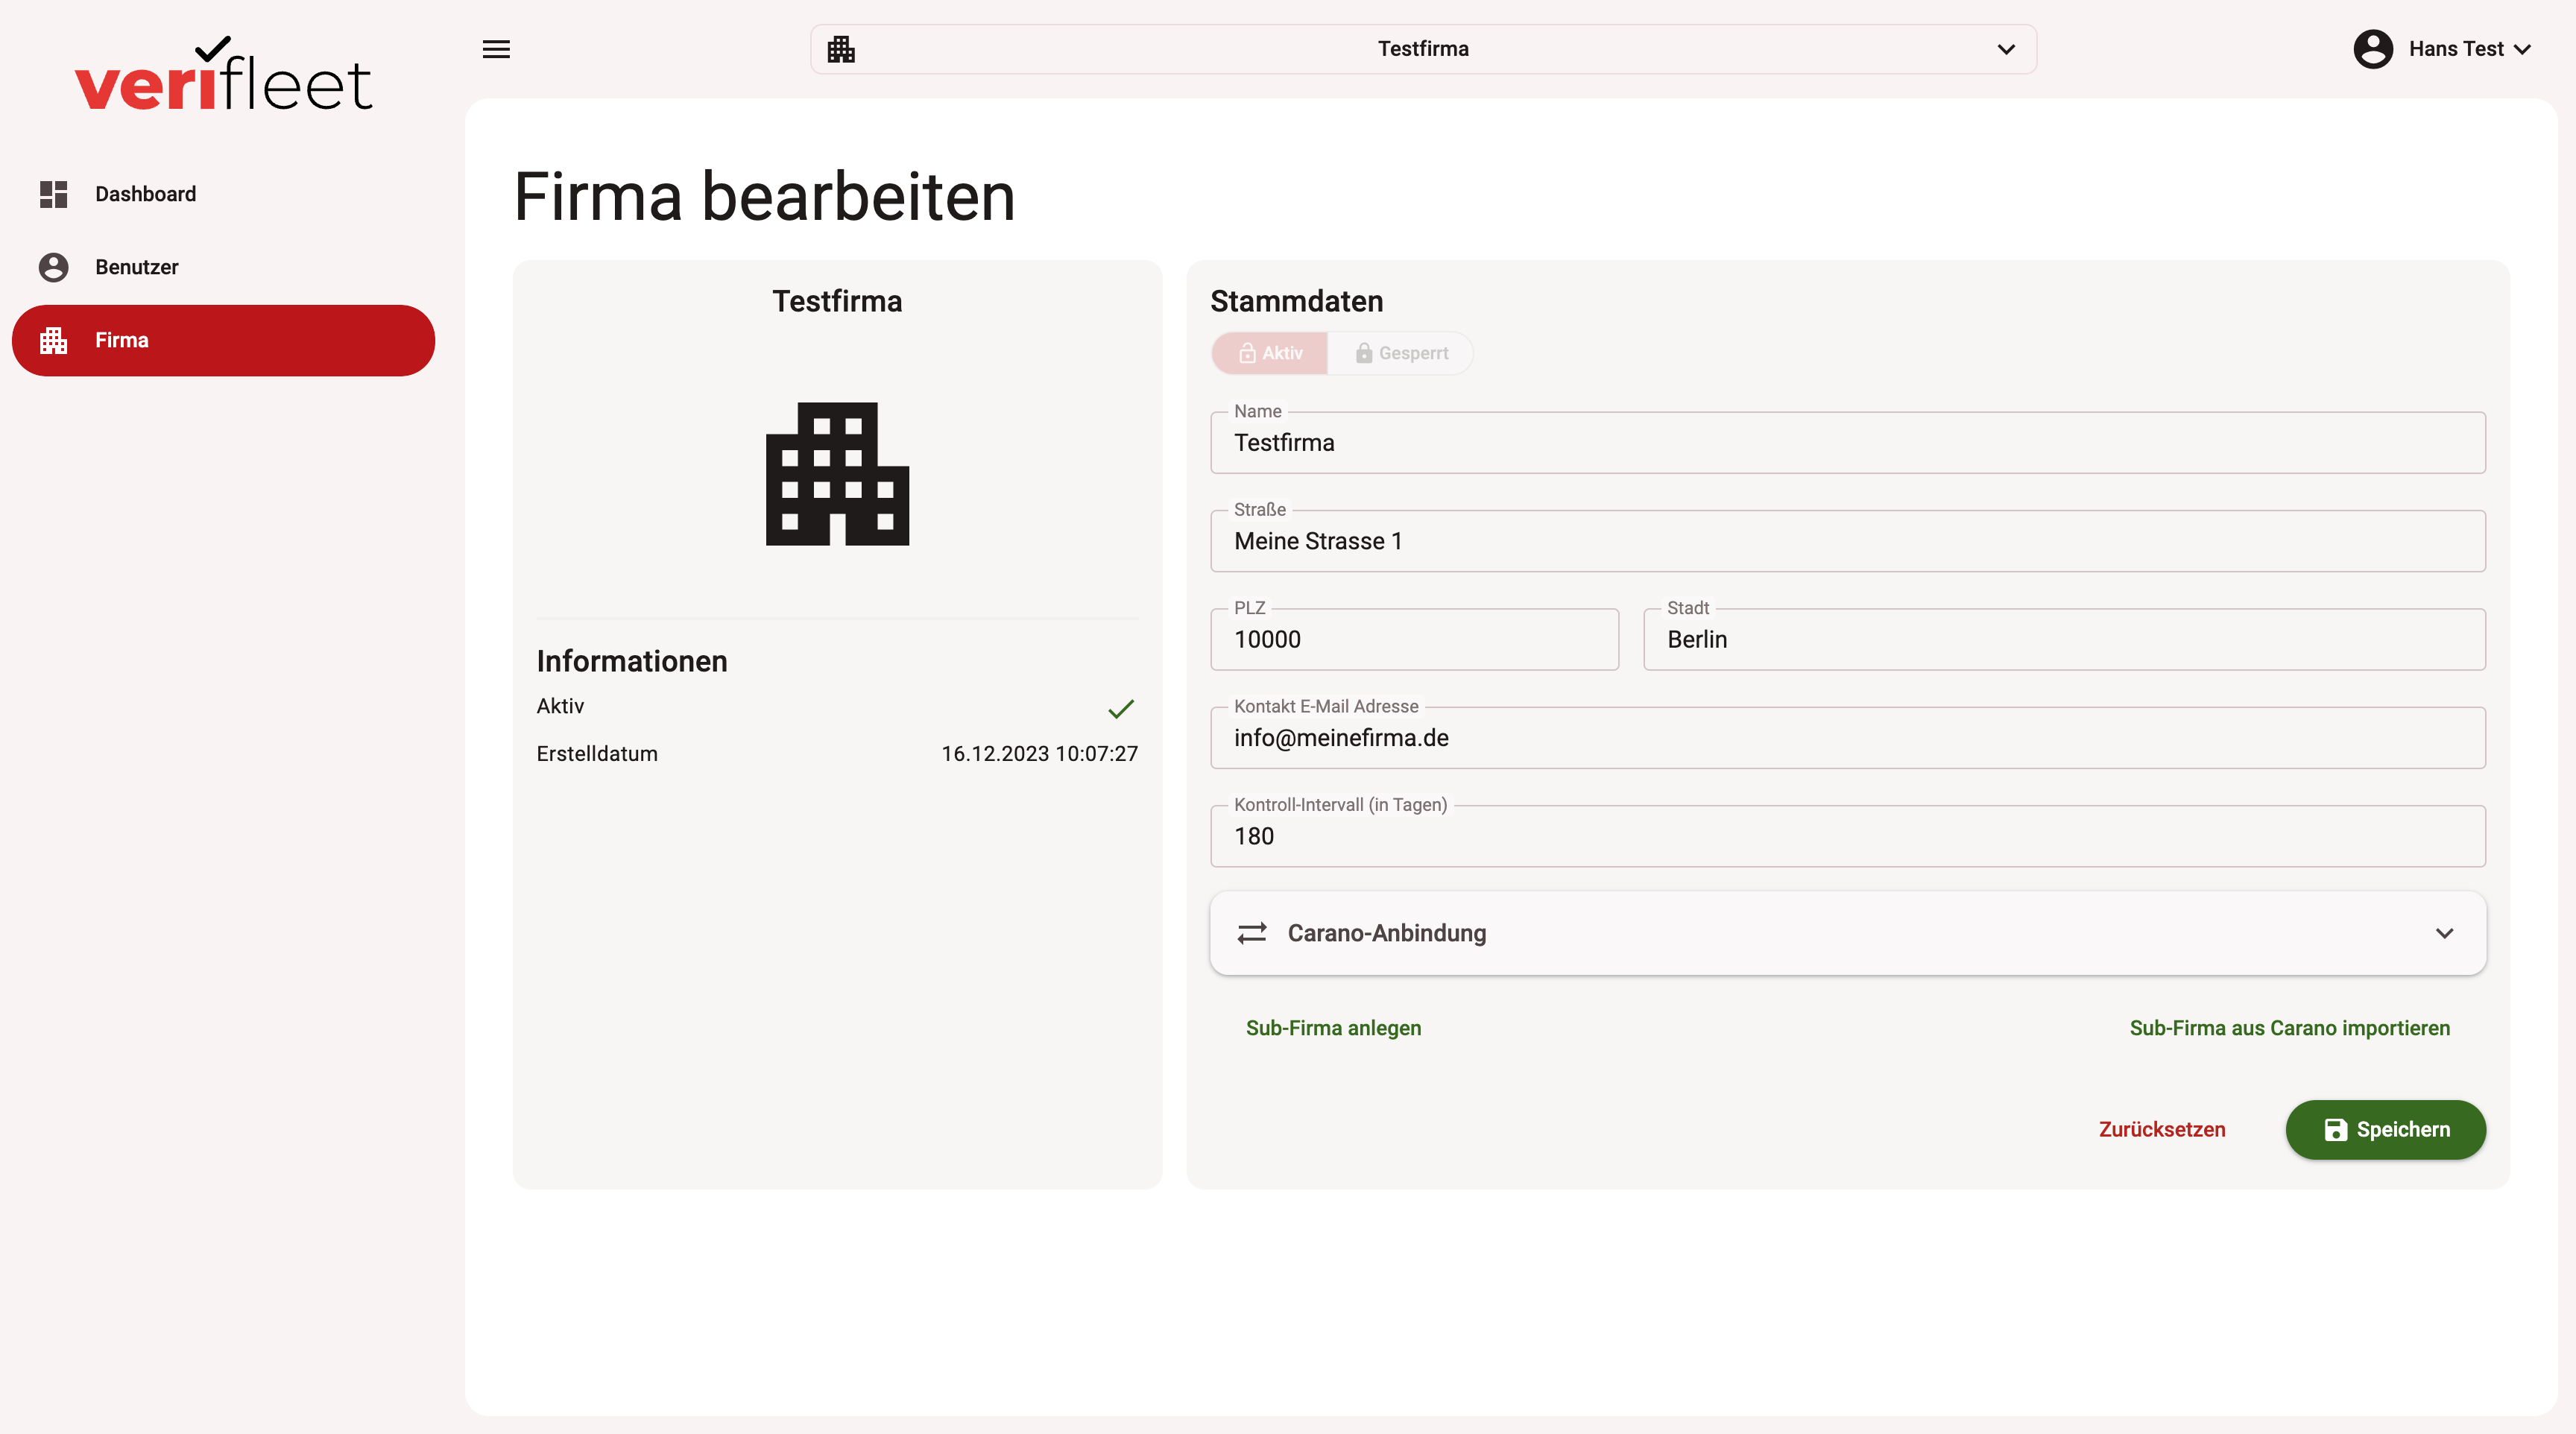 verifleet
Testfirma
Hans Test
Dashboard
Benutzer
Firma
Firma bearbeiten
Testfirma
Informationen
Aktiv
Erstelldatum 16.12.2023 10:07:27
Stammdaten
Aktiv Gesperrt
Name
Testfirma
Straße
Meine Strasse 1
PLZ
10000
Stadt
Berlin
Kontakt E-Mail Adresse
info@meinefirma.de
Kontroll-Intervall (in Tagen)
180
Carano-Anbindung
Sub-Firma anlegen
Sub-Firma aus Carano importieren
Zurücksetzen
Speichern